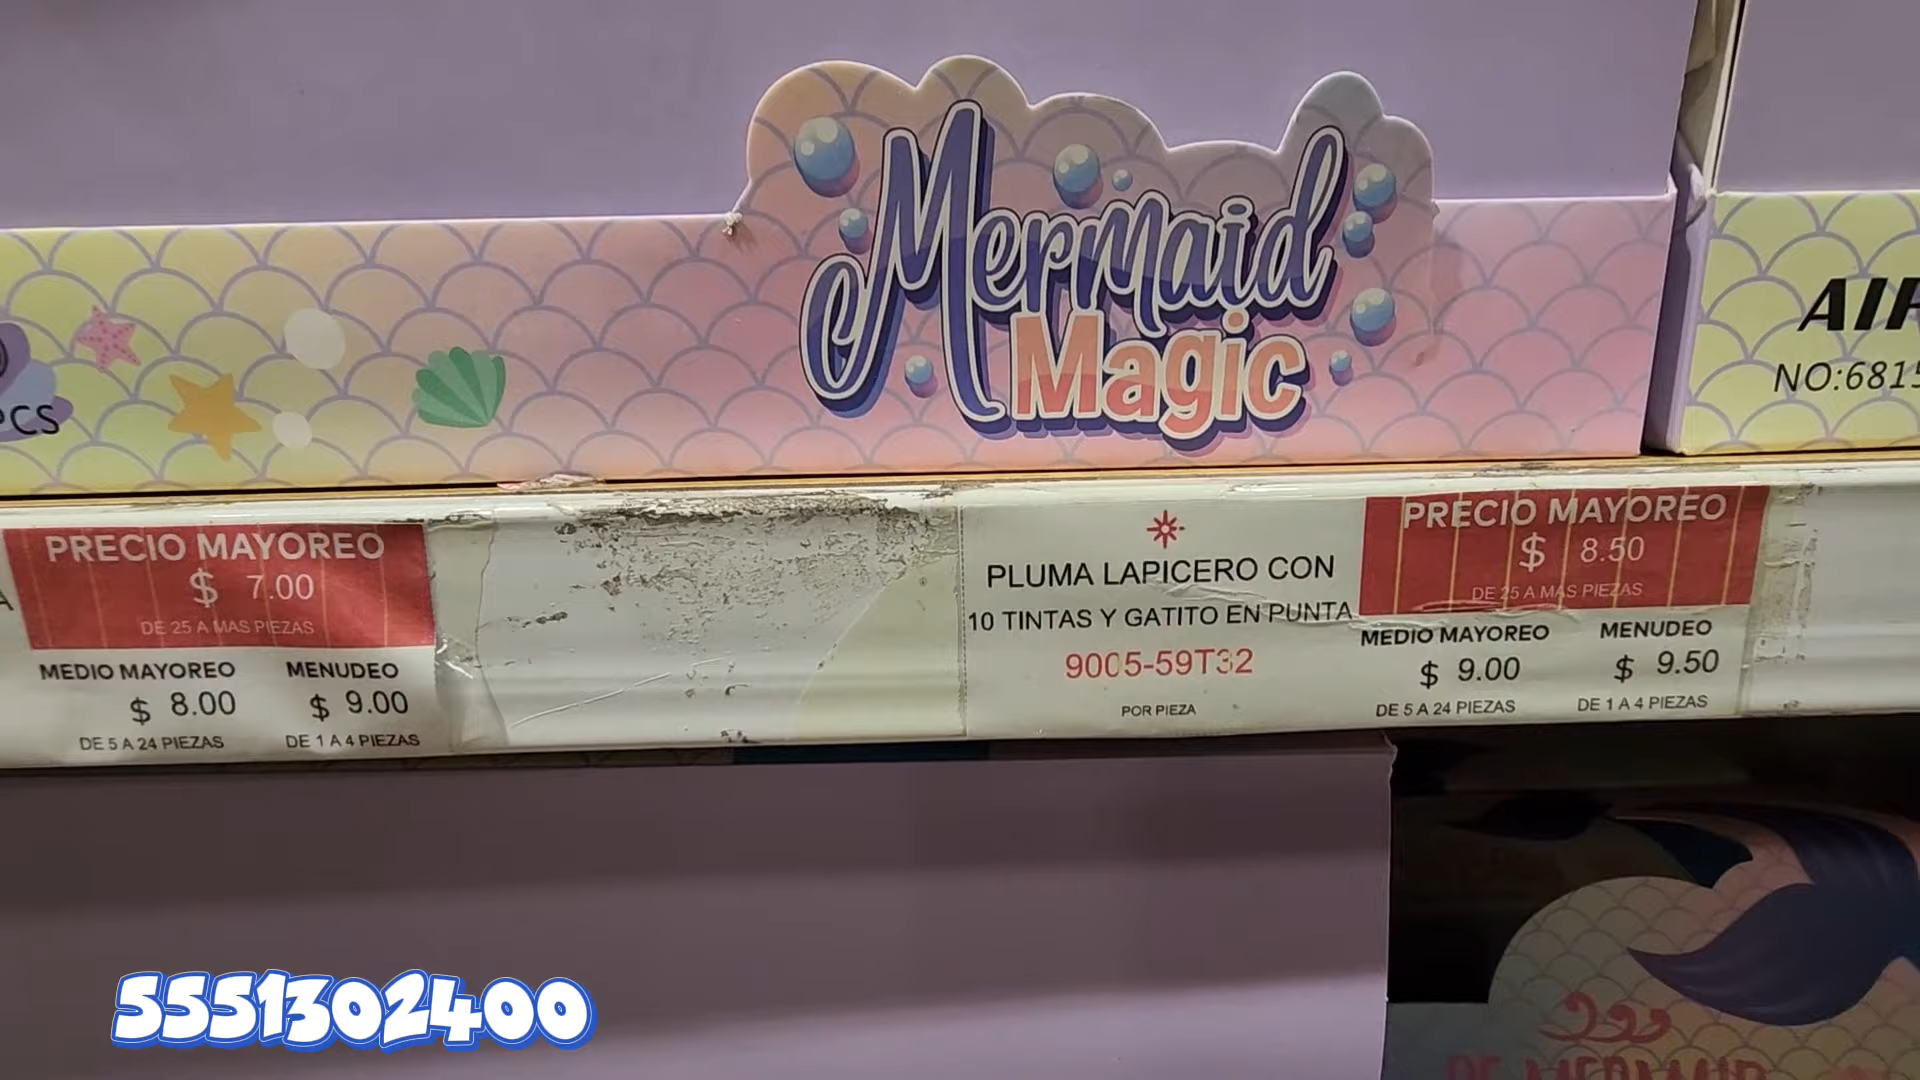 Mermaid
Magic
PCS
NO:6815
PRECIO MAYOREO
$ 7.00
DE 25 A MAS PIEZAS
MEDIO MAYOREO
$ 8.00
DE 5 A 24 PIEZAS
MENUDEO
$ 9.00
DE 1 A 4 PIEZAS
PLUMA LAPICERO CON
10 TINTAS Y GATITO EN PUNTA
9005-59T32
POR PIEZA
PRECIO MAYOREO
$ 8.50
DE 25 A MAS PIEZAS
MEDIO MAYOREO
$ 9.00
DE 5 A 24 PIEZAS
MENUDEO
$ 9.50
DE 1 A 4 PIEZAS
5551302400